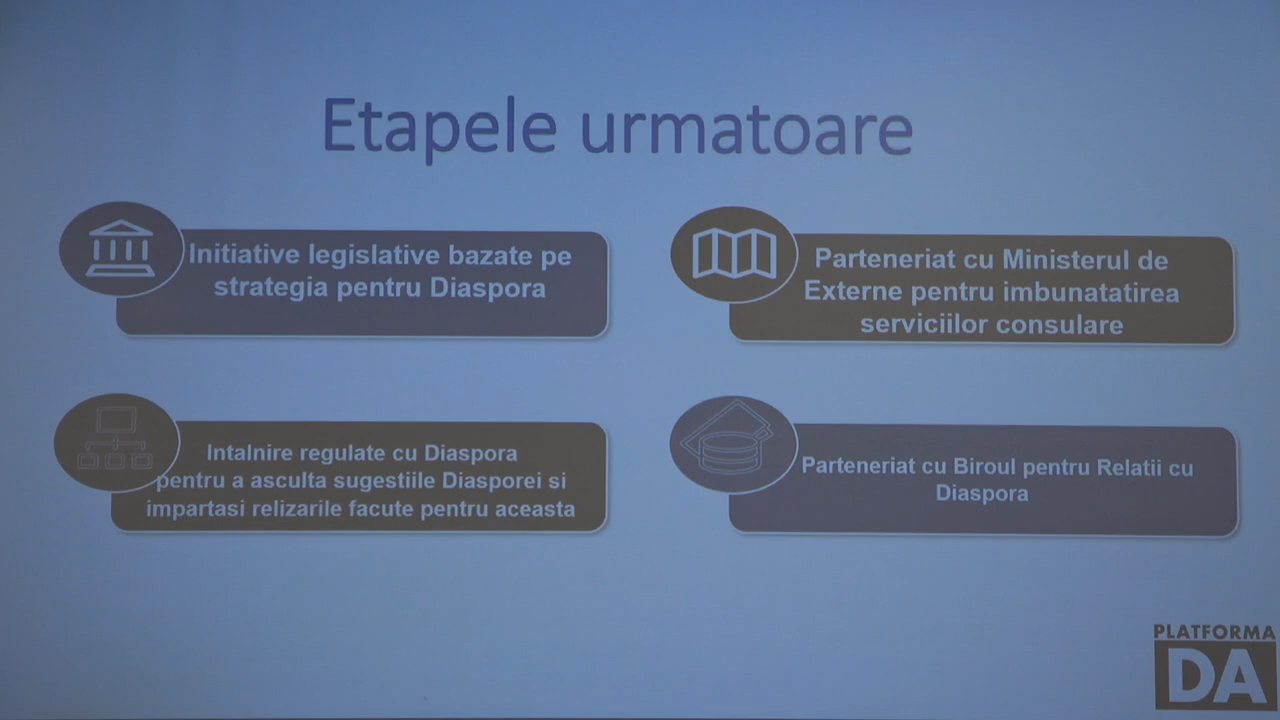 Etapele urmatoare
Initiative legislative bazate pe
strategia pentru Diaspora
Parteneriat cu Ministerul de
Externe pentru imbunatatirea
serviciilor consulare
Intalnire regulate cu Diaspora
pentru a asculta sugestiile Diasporei si
impartasi relizarile facute pentru aceasta
Parteneriat cu Biroul pentru Relatii cu
Diaspora
PLATFORMA
DA